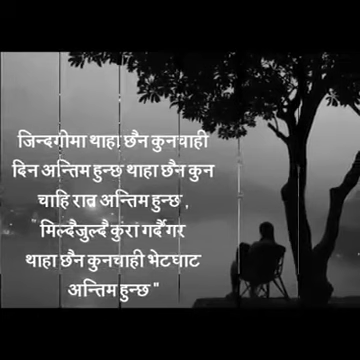 जिन्दगीमा थाहा छैन कुनचाही
दिन अन्तिम हुन्छ थाहा छैन कुन
चाहि रात अन्तिम हुन्छ ,
" मिल्दैजुल्दै कुरा गर्दै गर
थाहा छैन कुनचाही भेटघाट
अन्तिम हुन्छ "